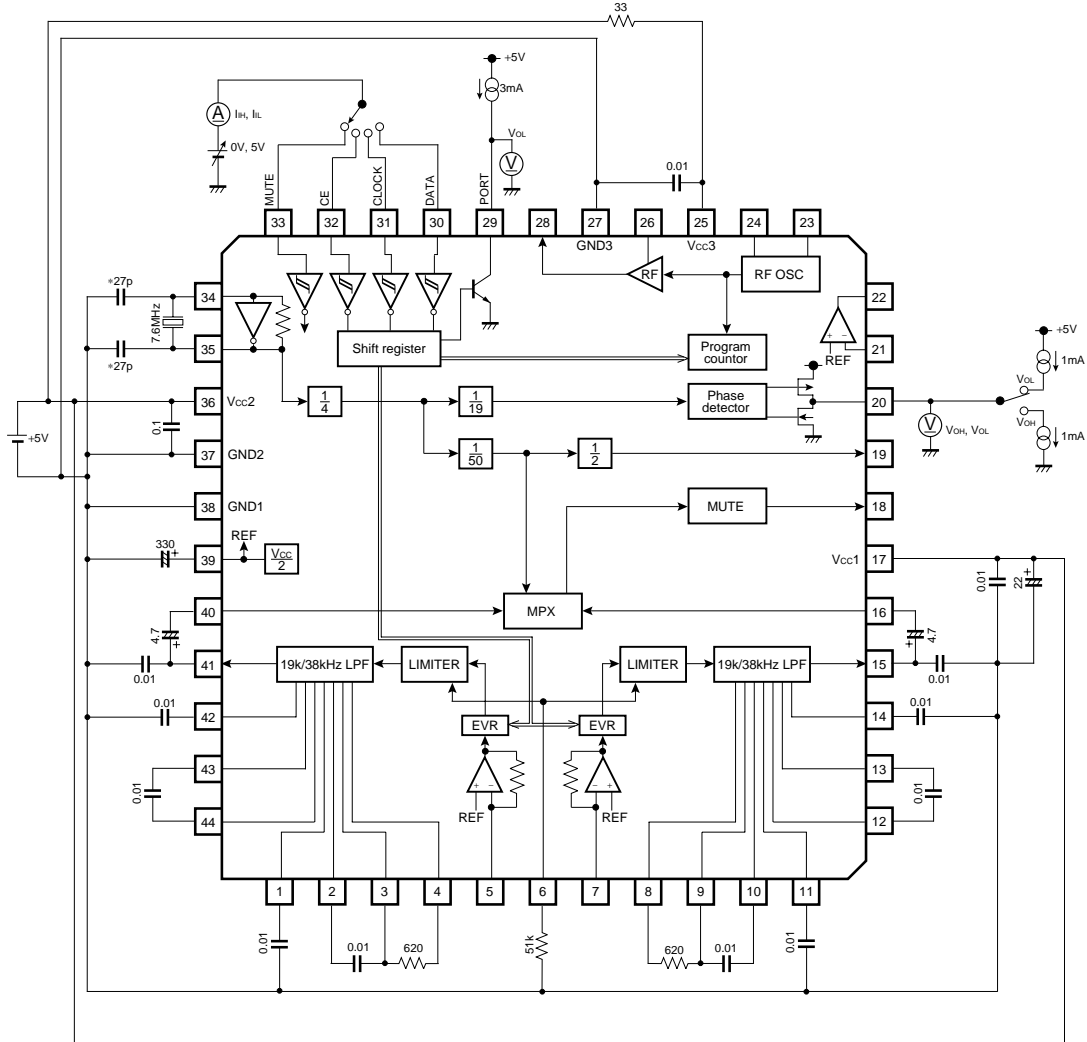 33
+5V
3mA
A
IIH, IIL
0V, 5V
VOL
V
0.01
MUTE
CE
CLOCK
DATA
PORT
33
32
31
30
29
28
27
26
25
24
23
GND3
VCC3
*27p
34
7.6MHz
35
*27p
RF
RF OSC
22
Shift register
Program
countor
REF
21
+5V
1mA
36
VCC2
1
4
1
19
Phase
detector
20
VOL
VOH
V
VOH, VOL
1mA
+5V
0.1
37
GND2
1
50
1
2
19
38
GND1
MUTE
18
330
+
39
REF
VCC
2
VCC1
17
0.01
22
+
40
MPX
16
4.7
+
41
0.01
19k/38kHz LPF
LIMITER
LIMITER
19k/38kHz LPF
15
+
4.7
0.01
0.01
42
EVR
EVR
14
0.01
43
0.01
44
+
−
REF
−
+
REF
13
0.01
12
1
2
3
4
5
6
7
8
9
10
11
0.01
0.01
620
51k
620
0.01
0.01